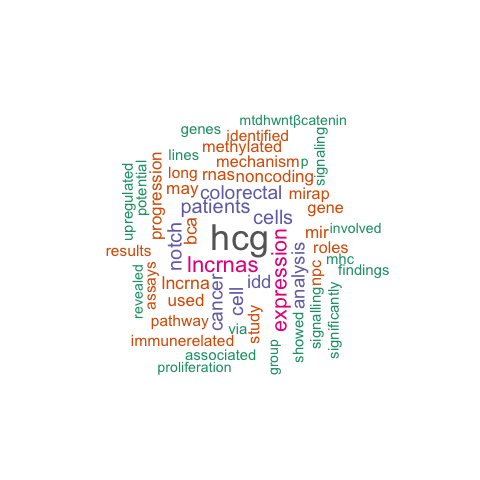 mtdhwntβcatenin
genes
identified
methylated
signaling
lines
mechanism
p
long
rnas
noncoding
progression
potential
upregulated
may
colorectal
mirap
patients
gene
cells
bca
notch
hcg
expression
mir
involved
roles
results
lncrnas
analysis
mhc
npc
findings
revealed
assays
lncrna
idd
used
cancer
cell
signalling
significantly
pathway
via
study
showed
immunerelated
associated
group
proliferation